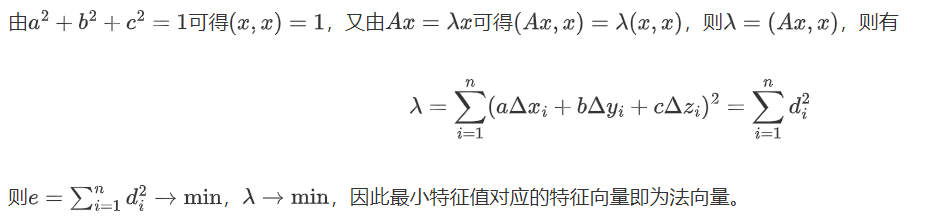 由$a^2 + b^2 + c^2 = 1$可得$(x, x) = 1$，又由$Ax = \lambda x$可得$(Ax, x) = \lambda(x, x)$，则$\lambda = (Ax, x)$，则有
$$\lambda = \sum_{i=1}^{n}(a\Delta x_i + b\Delta y_i + c\Delta z_i)^2 = \sum_{i=1}^{n} d_i^2$$
则$e = \sum_{i=1}^{n} d_i^2 \to \min$，$\lambda \to \min$，因此最小特征值对应的特征向量即为法向量。